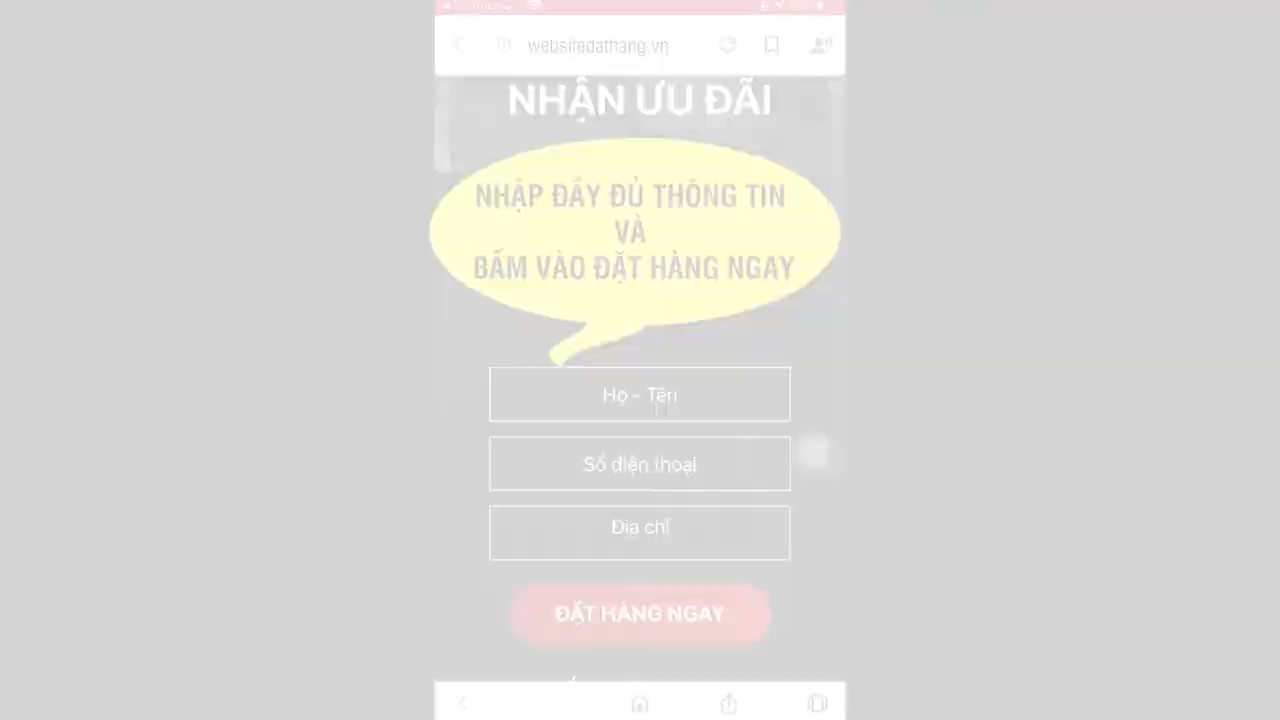 websitedathang.vn
NHẬN ƯU ĐÃI
NHẬP ĐẦY ĐỦ THÔNG TIN
VÀ
BẤM VÀO ĐẶT HÀNG NGAY
Họ - Tên
Số điện thoại
Địa chỉ
ĐẶT HÀNG NGAY